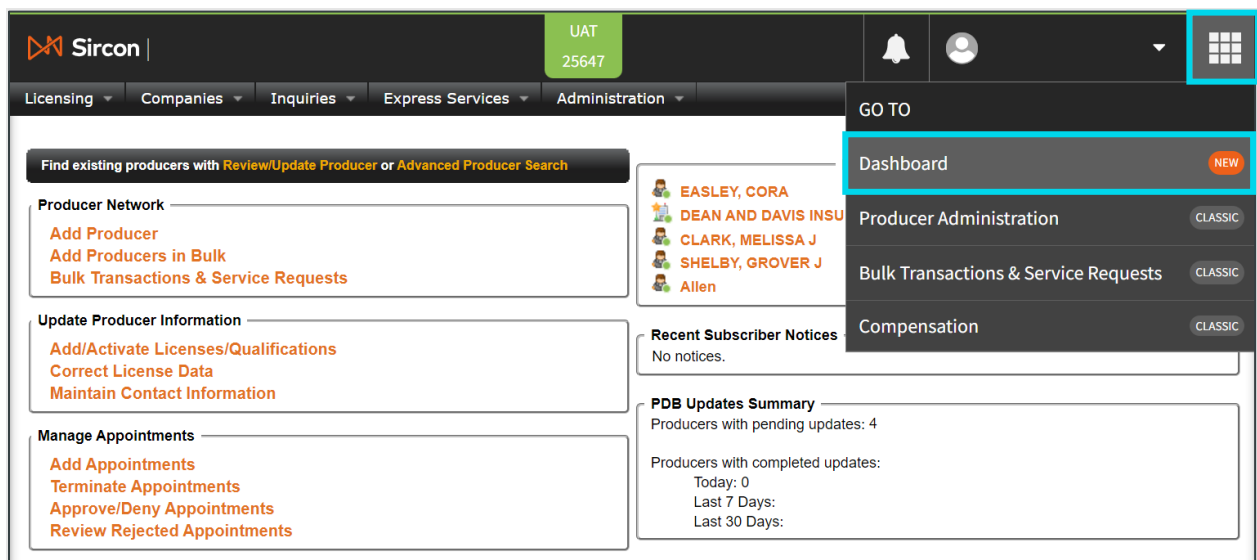 Sircon |
UAT
25647
Licensing Companies Inquiries Express Services Administration
GO TO
Dashboard NEW
Producer Administration CLASSIC
Bulk Transactions & Service Requests CLASSIC
Compensation CLASSIC
Find existing producers with Review/Update Producer or Advanced Producer Search
Producer Network
Add Producer
Add Producers in Bulk
Bulk Transactions & Service Requests
Update Producer Information
Add/Activate Licenses/Qualifications
Correct License Data
Maintain Contact Information
Manage Appointments
Add Appointments
Terminate Appointments
Approve/Deny Appointments
Review Rejected Appointments
EASLEY, CORA
DEAN AND DAVIS INSU
CLARK, MELISSA J
SHELBY, GROVER J
Allen
Recent Subscriber Notices
No notices.
PDB Updates Summary
Producers with pending updates: 4
Producers with completed updates:
Today: 0
Last 7 Days:
Last 30 Days: